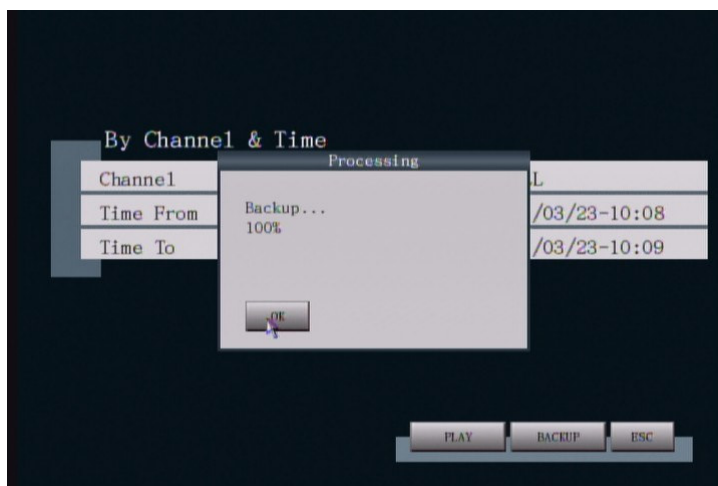 By Channel & Time
Processing
Channel
Time From /03/23-10:08
Time To /03/23-10:09
Backup...
100%
OK
PLAY BACKUP ESC